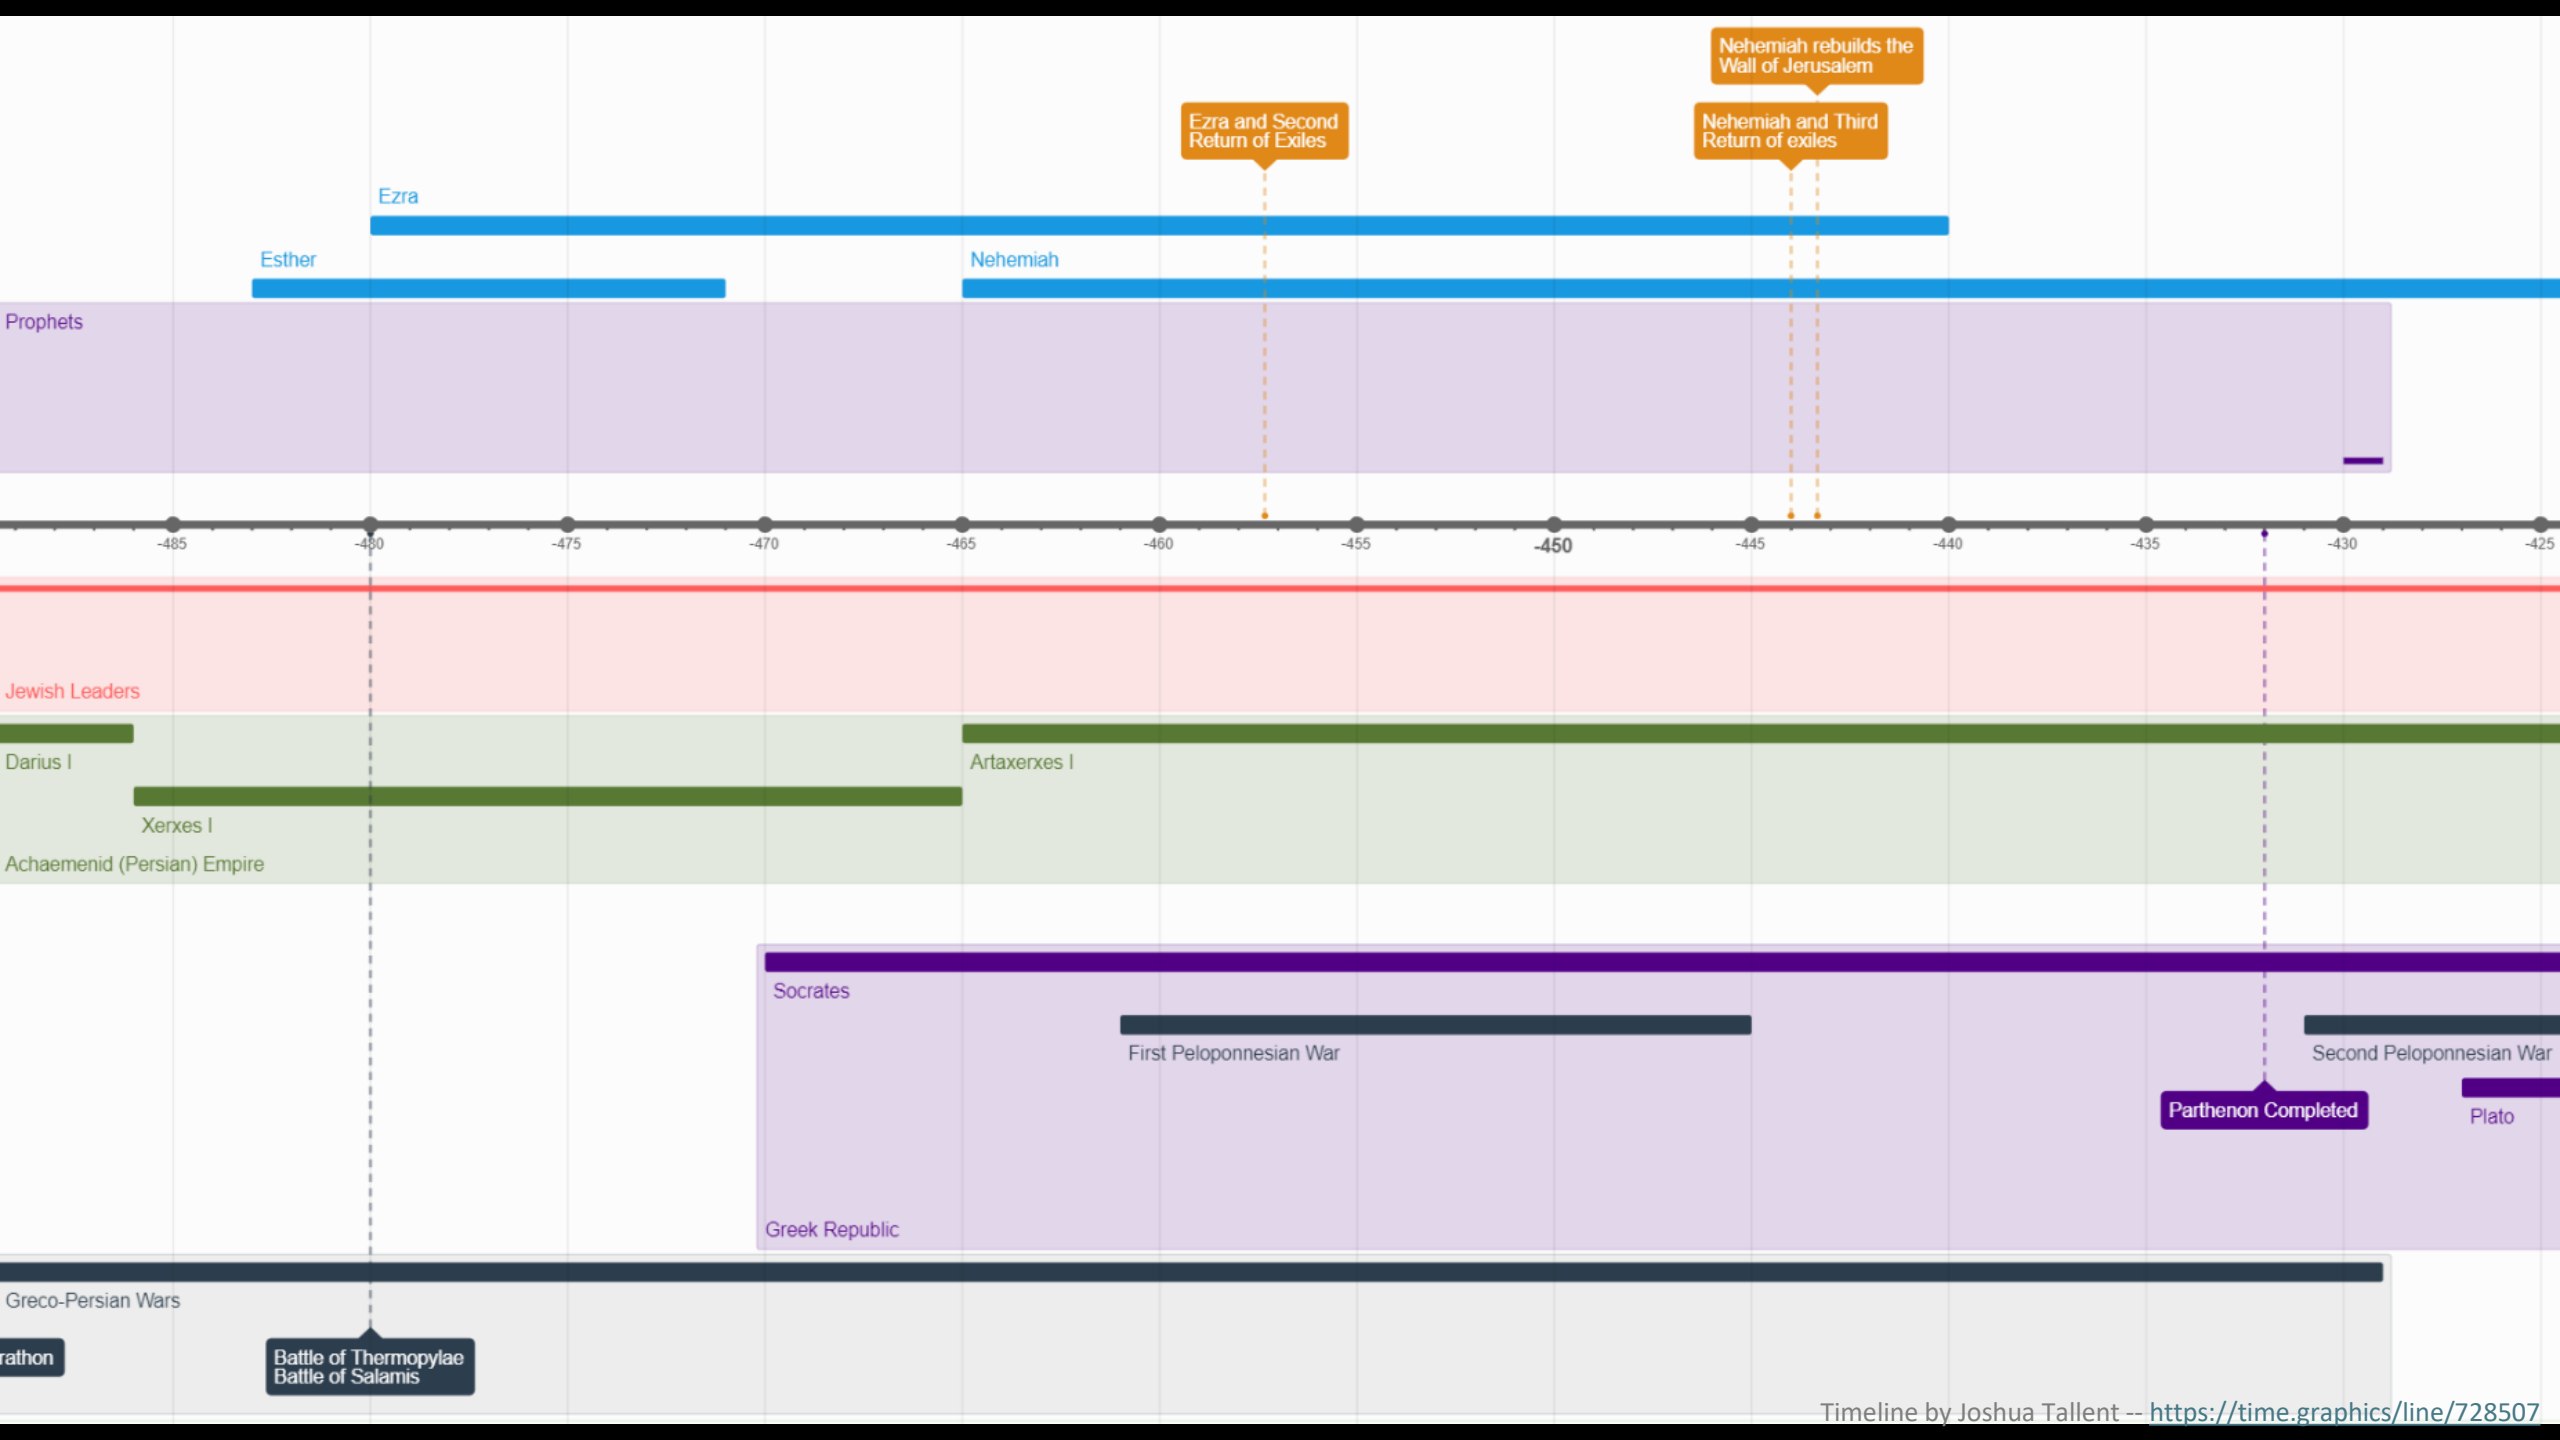 Nehemiah rebuilds the
Wall of Jerusalem
Ezra and Second
Return of Exiles
Nehemiah and Third
Return of exiles
Ezra
Esther
Nehemiah
Prophets
-485
-480
-475
-470
-465
-460
-455
-450
-445
-440
-435
-430
-425
Jewish Leaders
Darius I
Artaxerxes I
Xerxes I
Achaemenid (Persian) Empire
Socrates
First Peloponnesian War
Second Peloponnesian War
Parthenon Completed
Plato
Greek Republic
Greco-Persian Wars
rathon
Battle of Thermopylae
Battle of Salamis
Timeline by Joshua Tallent -- https://time.graphics/line/728507